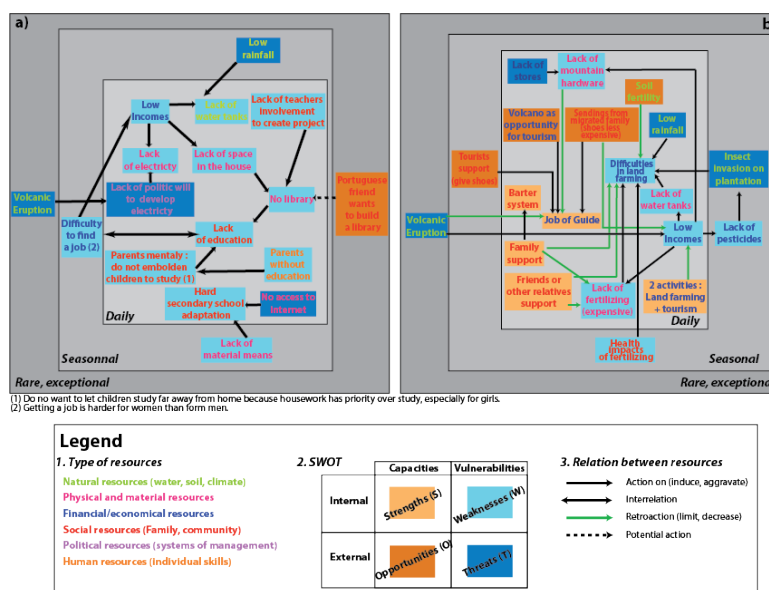 a)
Low
rainfall
Low
Incomes
Lack of
water tanks
Lack of teachers
involvement
to create project
Lack
of electricty
Lack of space
in the house
Volcanic
Eruption
Lack of politic will to
develop
electricty
No library
Portuguese
friend
wants to
build a
library
Difficulty
to find
a job (2)
Lack
of education
Parents mentaly :
do not embolden
children to study (1)
Parents
without
education
Hard
secondary school
adaptation
No access to
Internet
Daily
Lack of
material means
Seasonnal
Rare, exceptional
b
Lack of
stores
Lack of
mountain
hardware
Soil
fertility
Volcano as
opportunity
for tourism
Sendings from
migrated family
(shoes less
expensive)
Low
rainfall
Tourists
support
(give shoes)
Difficulties
in land
farming
Insect
invasion on
plantation
Barter
system
Lack of
water tanks
Volcanic
Eruption
Job of Guide
Low
Incomes
Lack of
pesticides
Family
support
Friends or
other relatives
support
Lack of
fertilizing
(expensive)
2 activities :
Land farming
+ tourism
Daily
Health
impacts
of fertilizing
Seasonal
Rare, exceptional
(1) Do no want to let children study far away from home because housework has priority over study, especially for girls.
(2) Getting a job is harder for women than form men.
Legend
1. Type of resources
Natural resources (water, soil, climate)
Physical and material resources
Financial/economical resources
Social resources (Family, community)
Political resources (systems of management)
Human resources (individual skills)
2. SWOT
Capacities
Vulnerabilities
Internal
Strengths (S)
Weaknesses (W)
External
Opportunities (O)
Threats (T)
3. Relation between resources
Action on (induce, aggravate)
Interrelation
Retroaction (limit, decrease)
Potential action